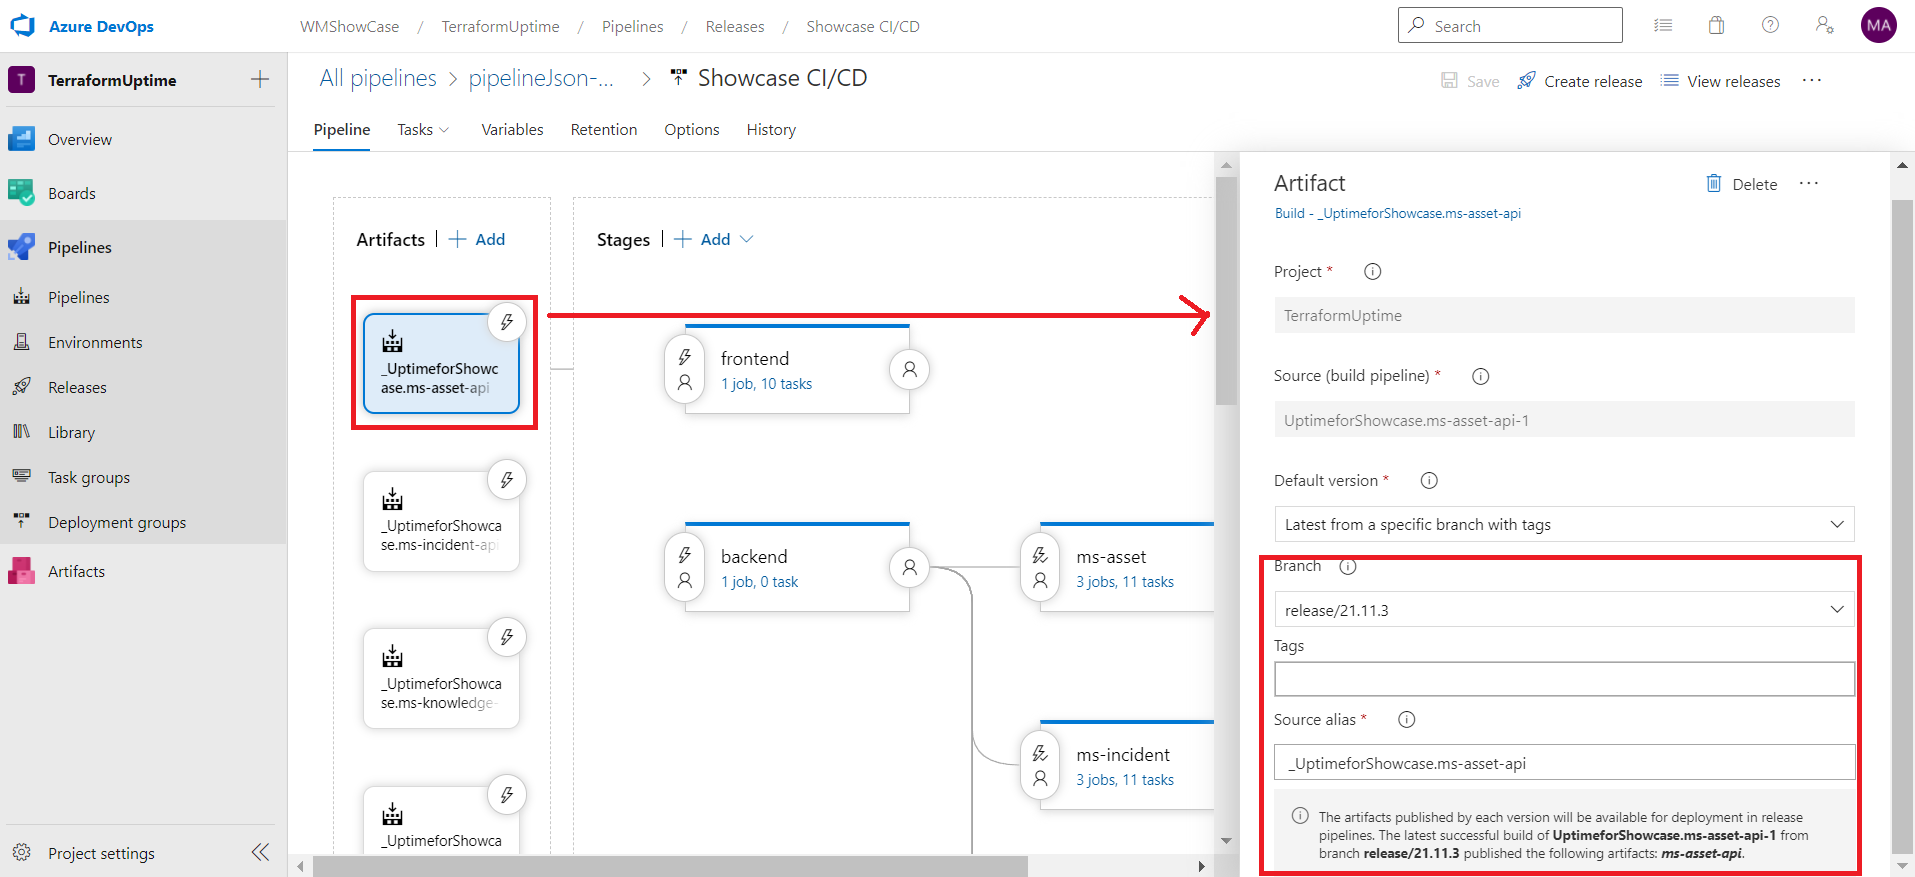 Azure DevOps
WMShowCase / TerraformUptime / Pipelines / Releases / Showcase CI/CD
Search
MA
T TerraformUptime
Overview
Boards
Pipelines
Pipelines
Environments
Releases
Library
Task groups
Deployment groups
Artifacts
Project settings
All pipelines > pipelineJson-... > Showcase CI/CD
Save
Create release
View releases
Pipeline
Tasks
Variables
Retention
Options
History
Artifacts | + Add
_UptimeforShowc
ase.ms-asset-api
_UptimeforShowca
se.ms-incident-api
_UptimeforShowca
se.ms-knowledge-
_UptimeforShowca
Stages | + Add
frontend
1 job, 10 tasks
backend
1 job, 0 task
ms-asset
3 jobs, 11 tasks
ms-incident
3 jobs, 11 tasks
Artifact
Delete
Build - _UptimeforShowcase.ms-asset-api
Project *
TerraformUptime
Source (build pipeline) *
UptimeforShowcase.ms-asset-api-1
Default version *
Latest from a specific branch with tags
Branch
release/21.11.3
Tags
Source alias *
_UptimeforShowcase.ms-asset-api
The artifacts published by each version will be available for deployment in release
pipelines. The latest successful build of UptimeforShowcase.ms-asset-api-1 from
branch release/21.11.3 published the following artifacts: ms-asset-api.